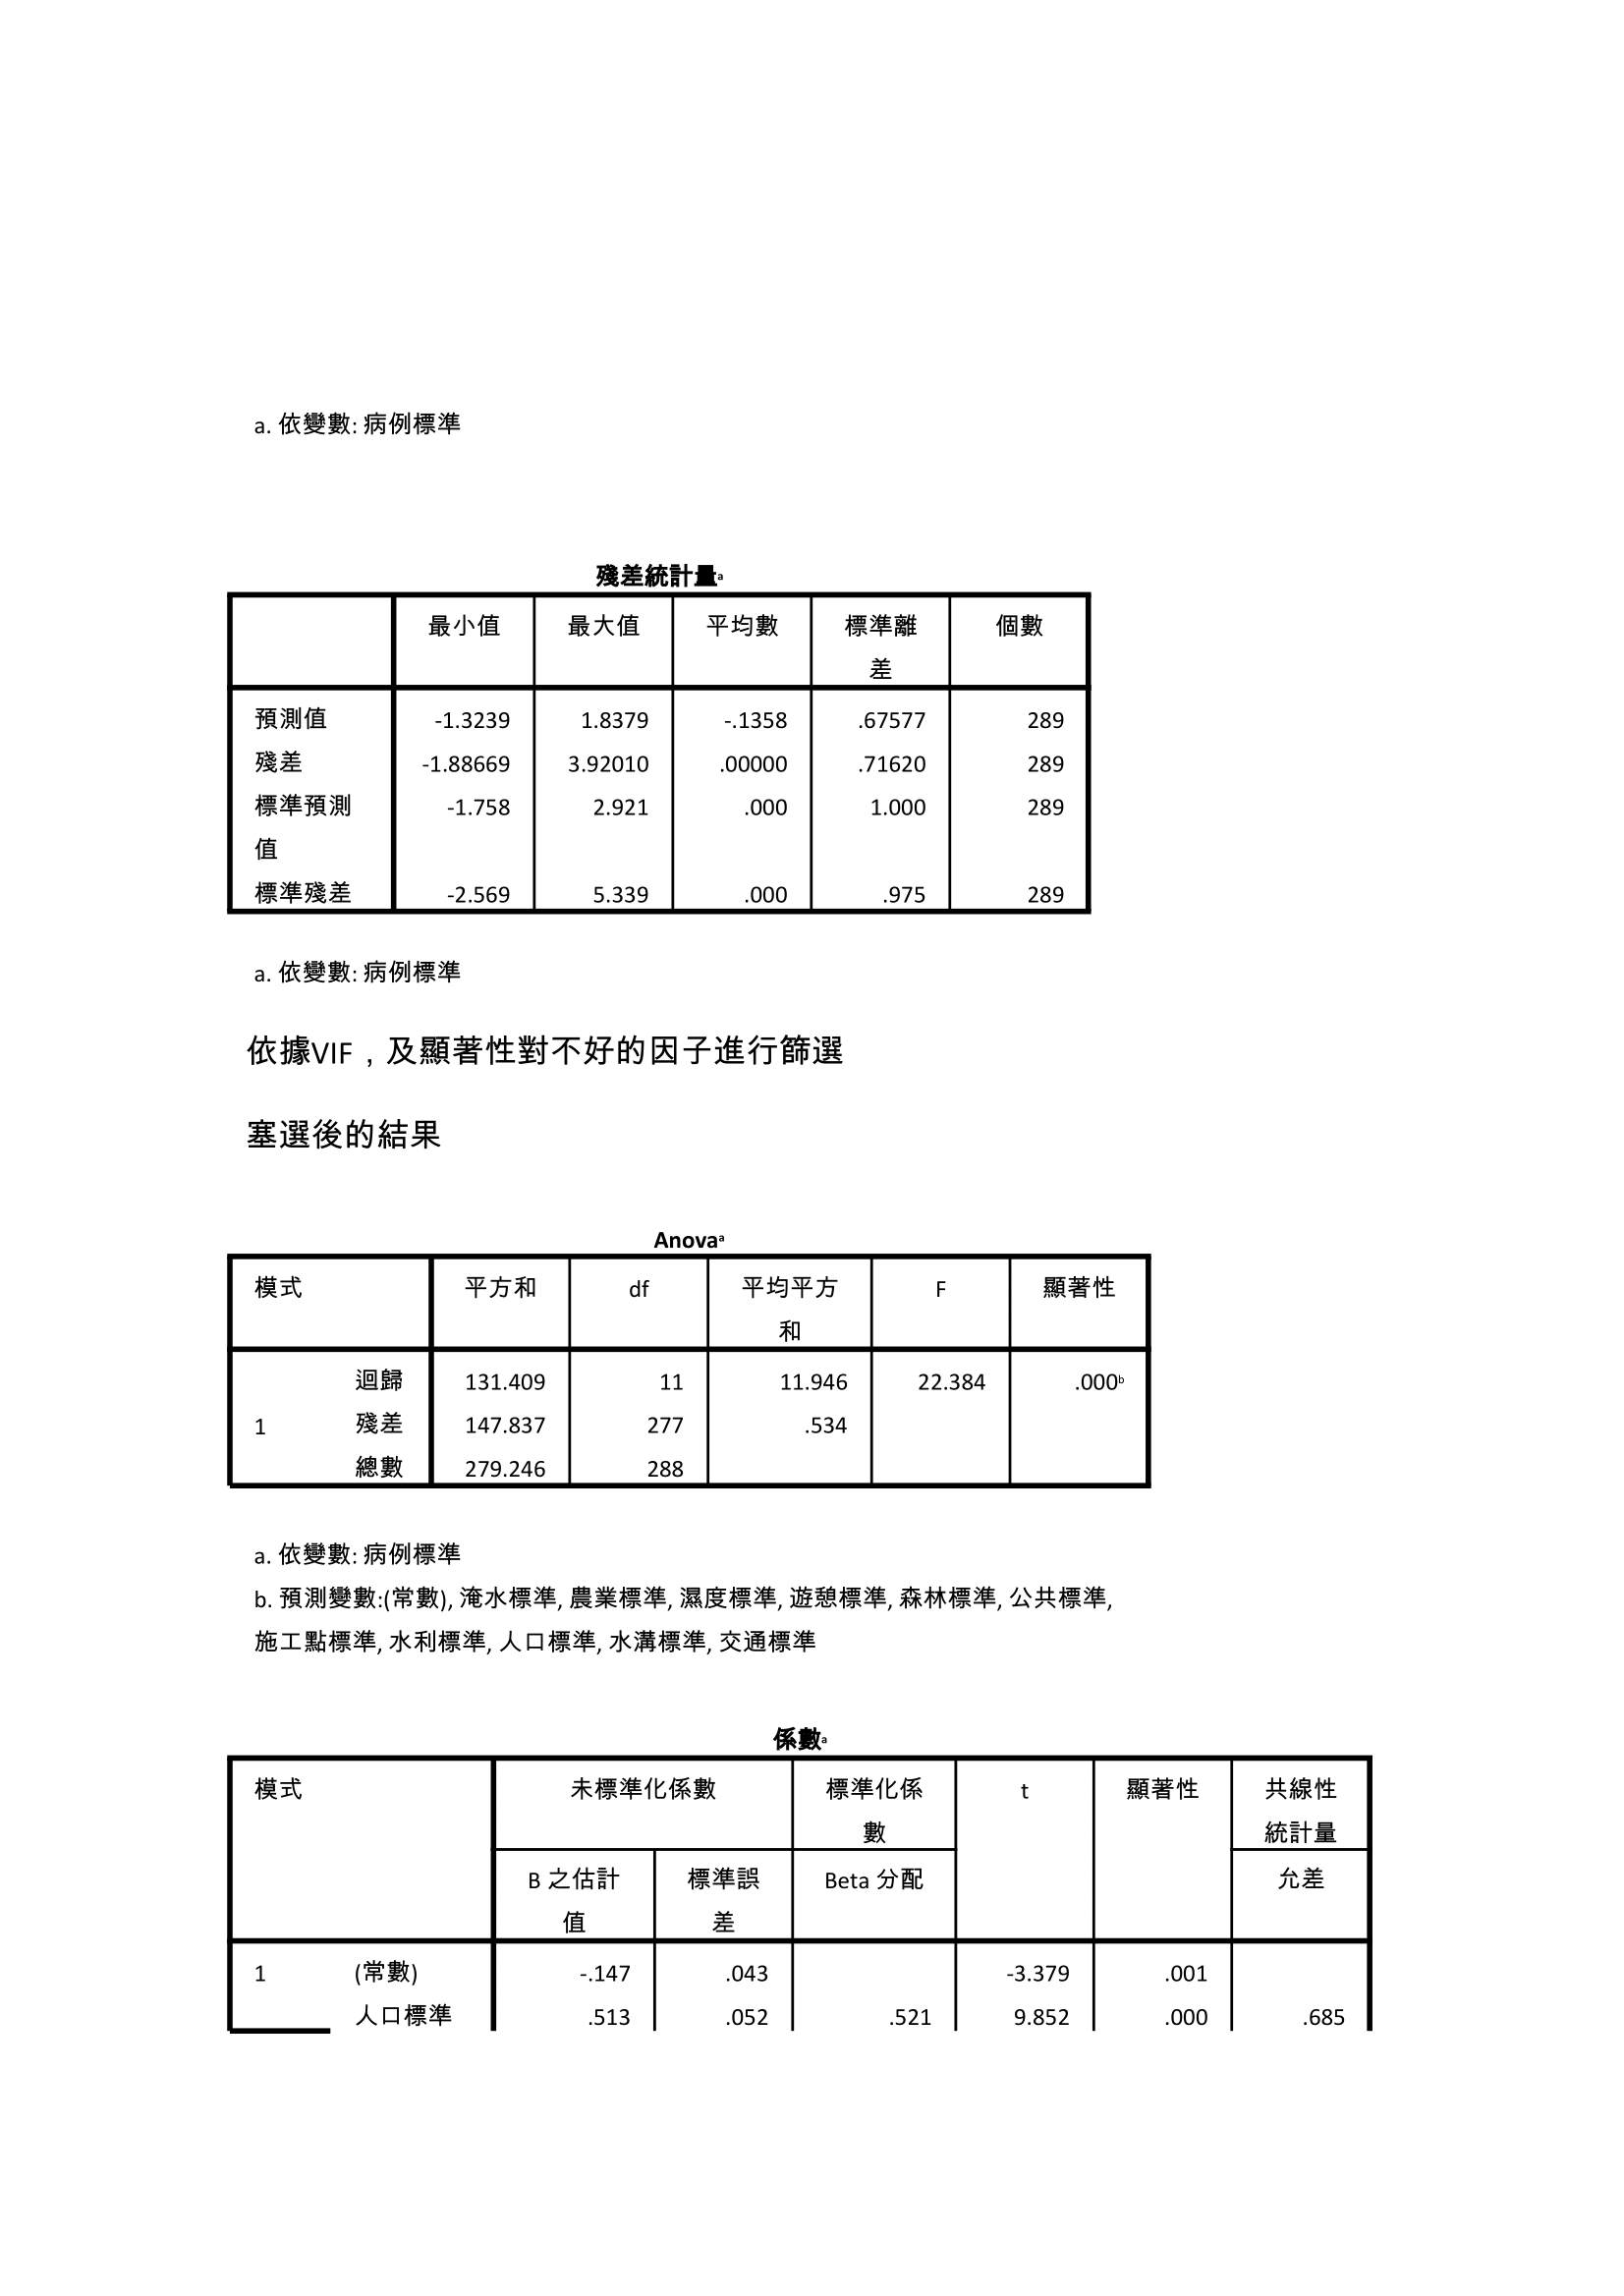 a. 依變數: 病例標準
殘差統計量a
最小值 最大值 平均數 標準離 個數
差
預測值 -1.3239 1.8379 -.1358 .67577 289
殘差 -1.88669 3.92010 .00000 .71620 289
標準預測 -1.758 2.921 .000 1.000 289
值
標準殘差 -2.569 5.339 .000 .975 289
a. 依變數: 病例標準
依據VIF，及顯著性對不好的因子進行篩選
塞選後的結果
Anovaa
模式 平方和 df 平均平方 F 顯著性
和
迴歸 131.409 11 11.946 22.384 .000b
1 殘差 147.837 277 .534
總數 279.246 288
a. 依變數: 病例標準
b. 預測變數:(常數), 淹水標準, 農業標準, 濕度標準, 遊憩標準, 森林標準, 公共標準,
施工點標準, 水利標準, 人口標準, 水溝標準, 交通標準
係數a
模式 未標準化係數 標準化係 t 顯著性 共線性
數 統計量
B 之估計 標準誤 Beta 分配 允差
值 差
1 (常數) -.147 .043 -3.379 .001
人口標準 .513 .052 .521 9.852 .000 .685